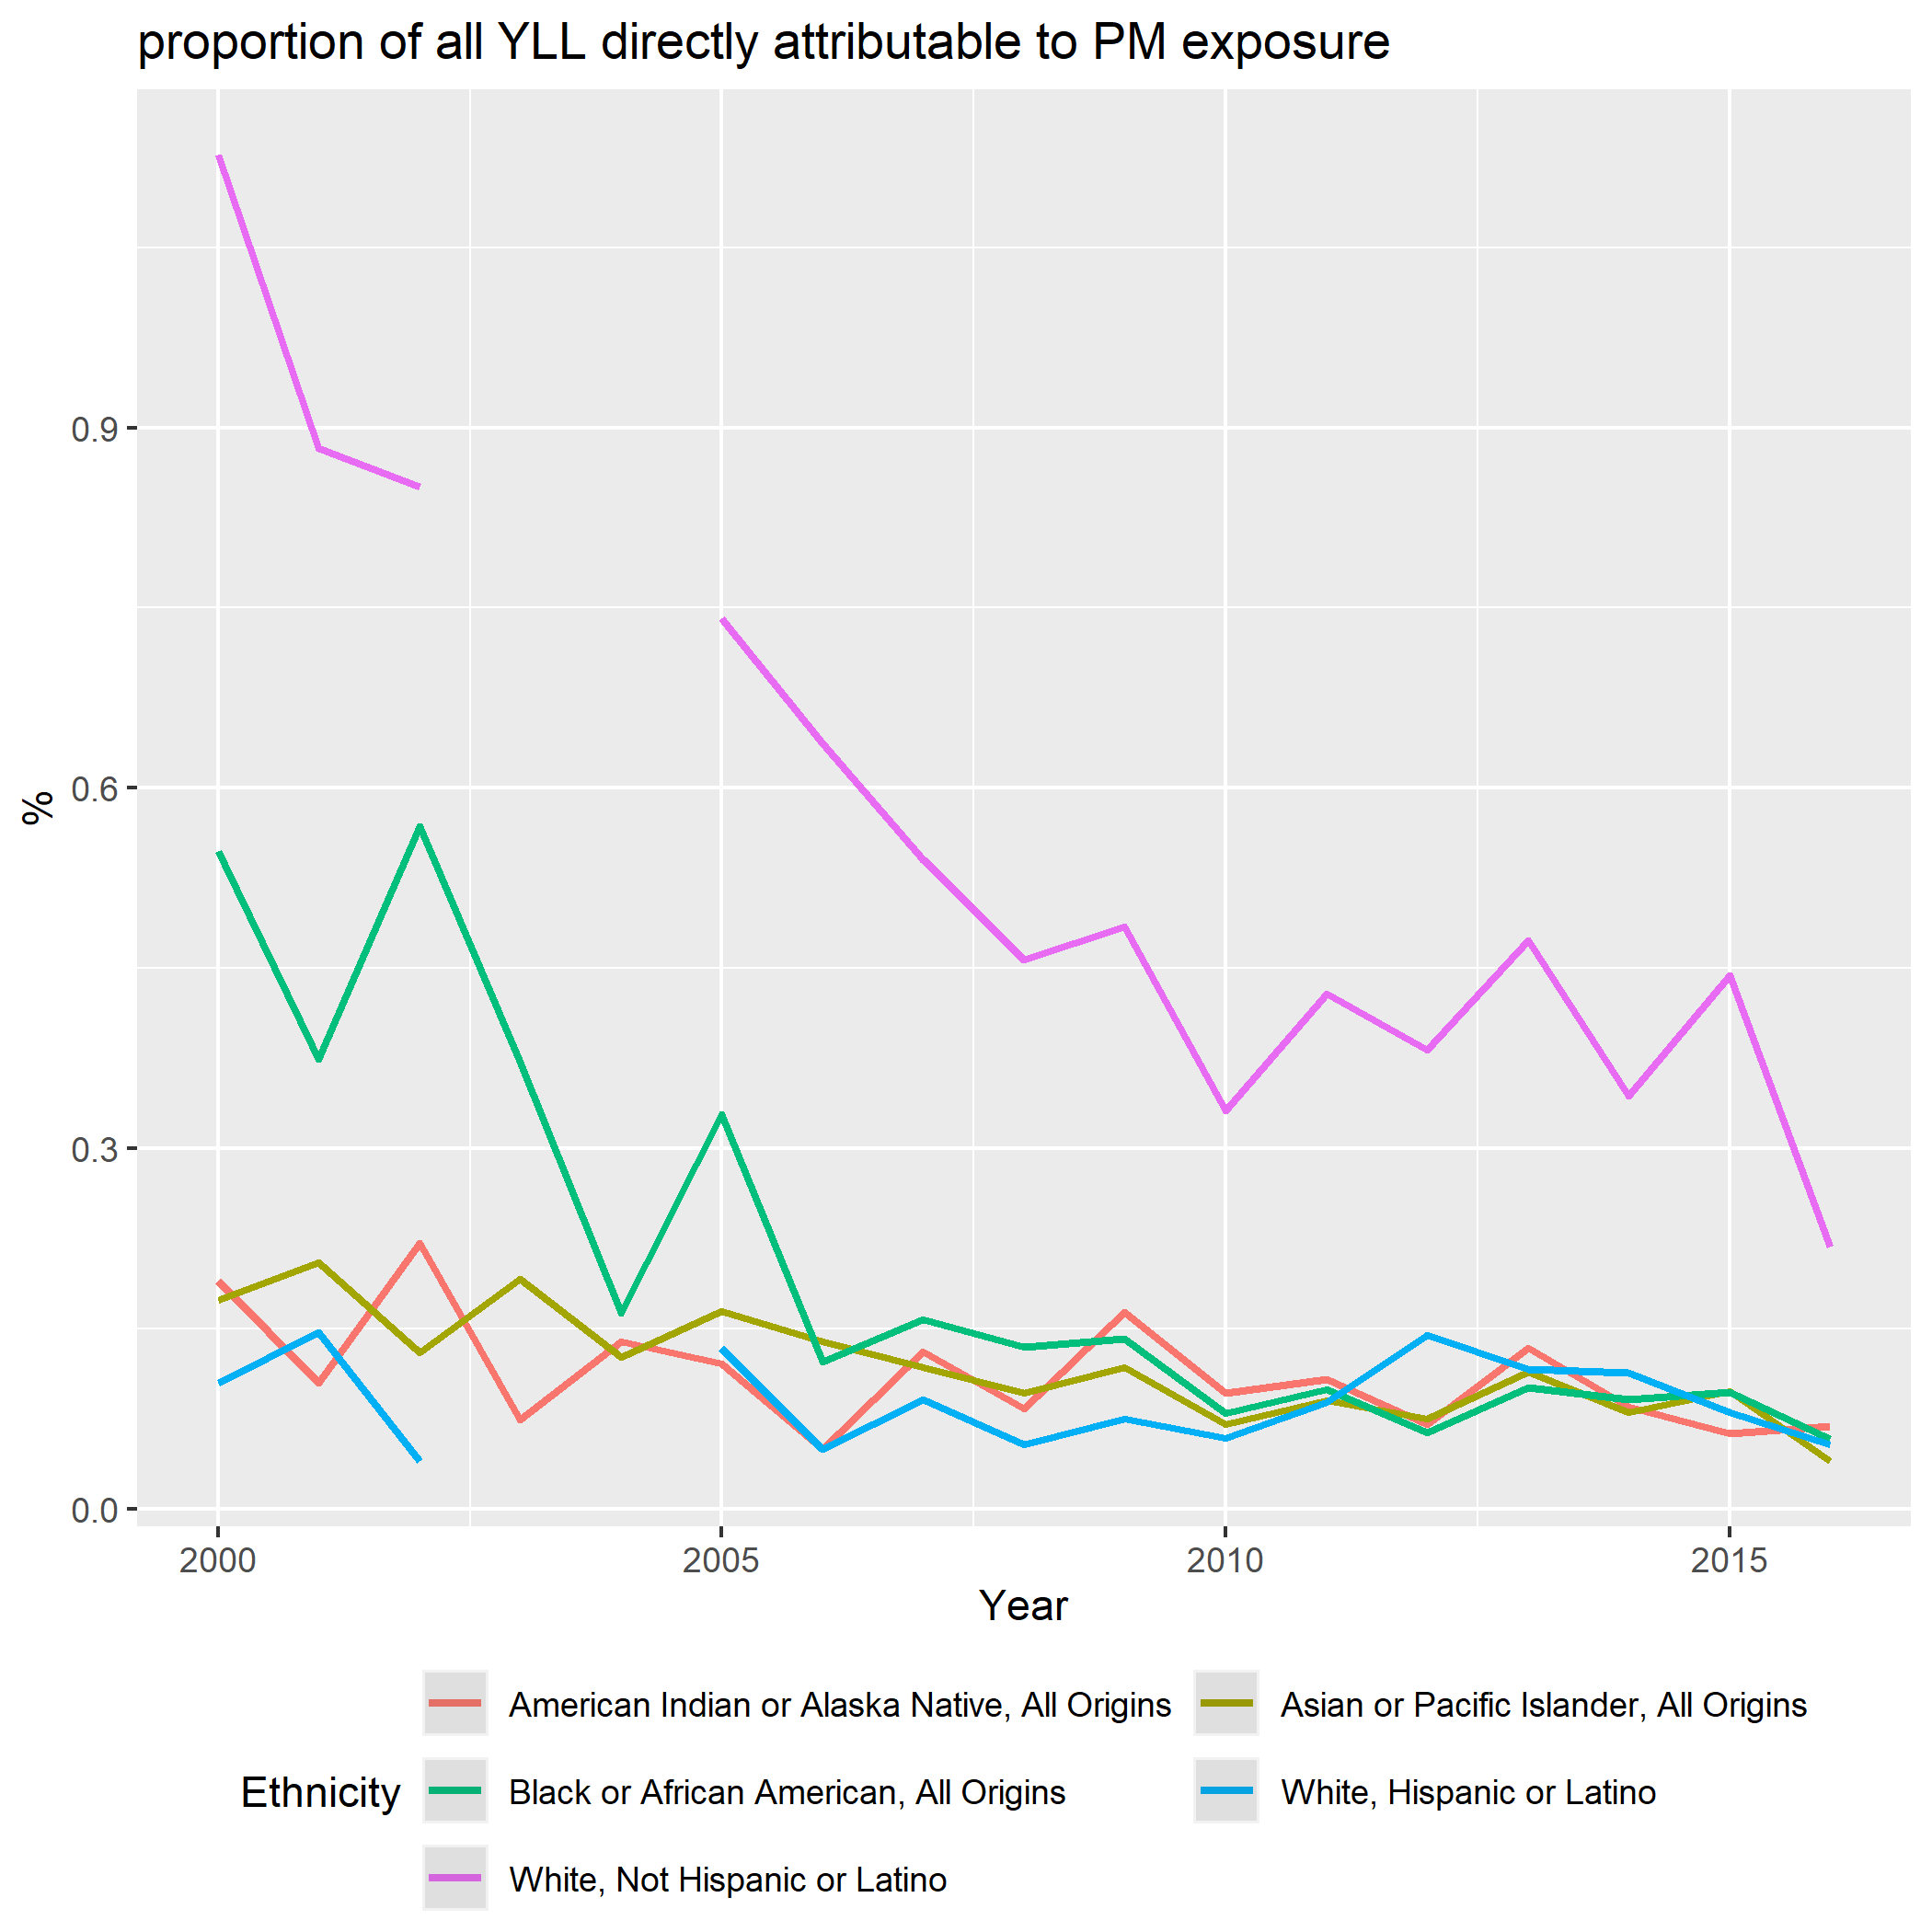 proportion of all YLL directly attributable to PM exposure
%
0.9
0.6
0.3
0.0
2000 2005 2010 2015
Year
Ethnicity
American Indian or Alaska Native, All Origins
Asian or Pacific Islander, All Origins
Black or African American, All Origins
White, Hispanic or Latino
White, Not Hispanic or Latino